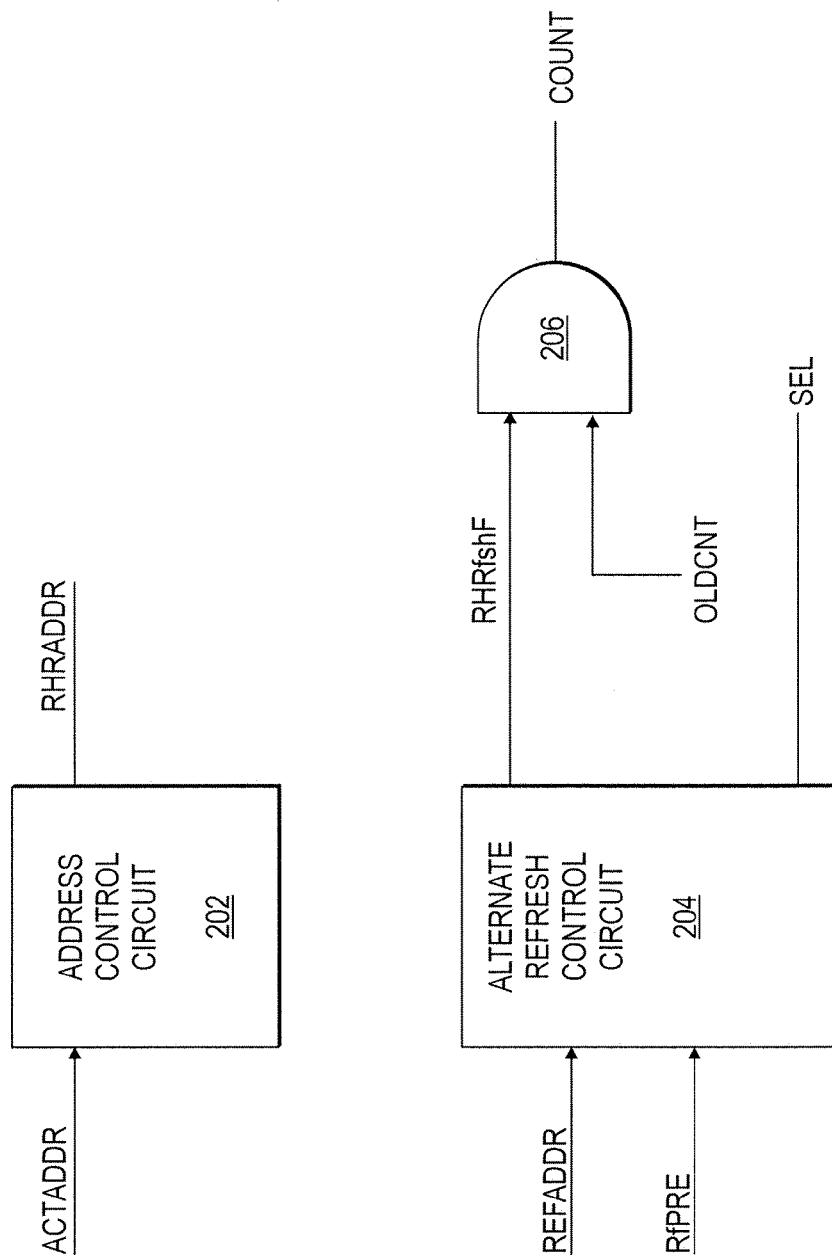 ACTADDR
ADDRESS
CONTROL
CIRCUIT
202
RHRADDR
REFADDR
RfPRE
ALTERNATE
REFRESH
CONTROL
CIRCUIT
204
RHRfshF
OLDCNT
206
COUNT
SEL